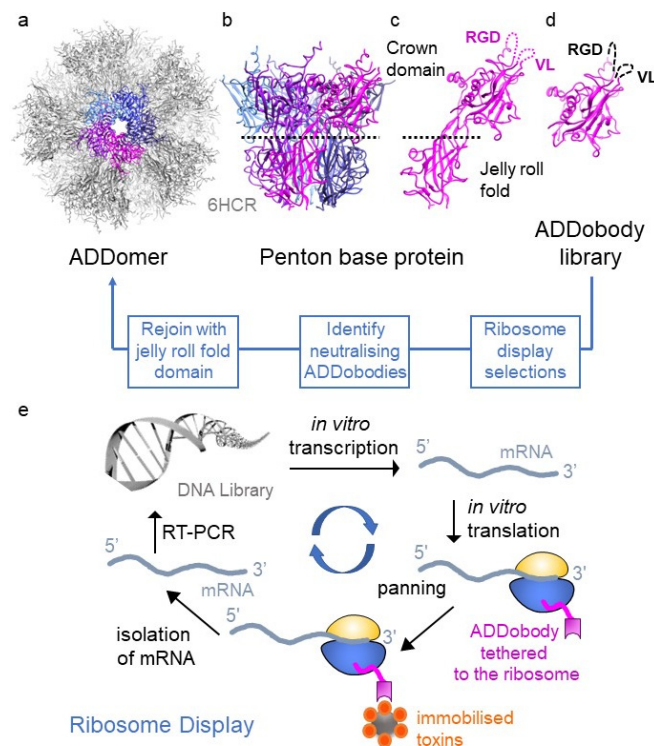 a
b
c
d
Crown
domain
RGD
VL
RGD
VL
Jelly roll
fold
6HCR
ADDomer
Penton base protein
ADDobody
library
Rejoin with
jelly roll fold
domain
Identify
neutralising
ADDobodies
Ribosome
display
selections
e
in vitro
transcription
5’
mRNA
3’
DNA Library
in vitro
translation
RT-PCR
5’
mRNA
3’
5’
3’
panning
5’
3’
isolation
of mRNA
ADDobody
tethered
to the ribosome
immobilised
toxins
Ribosome Display